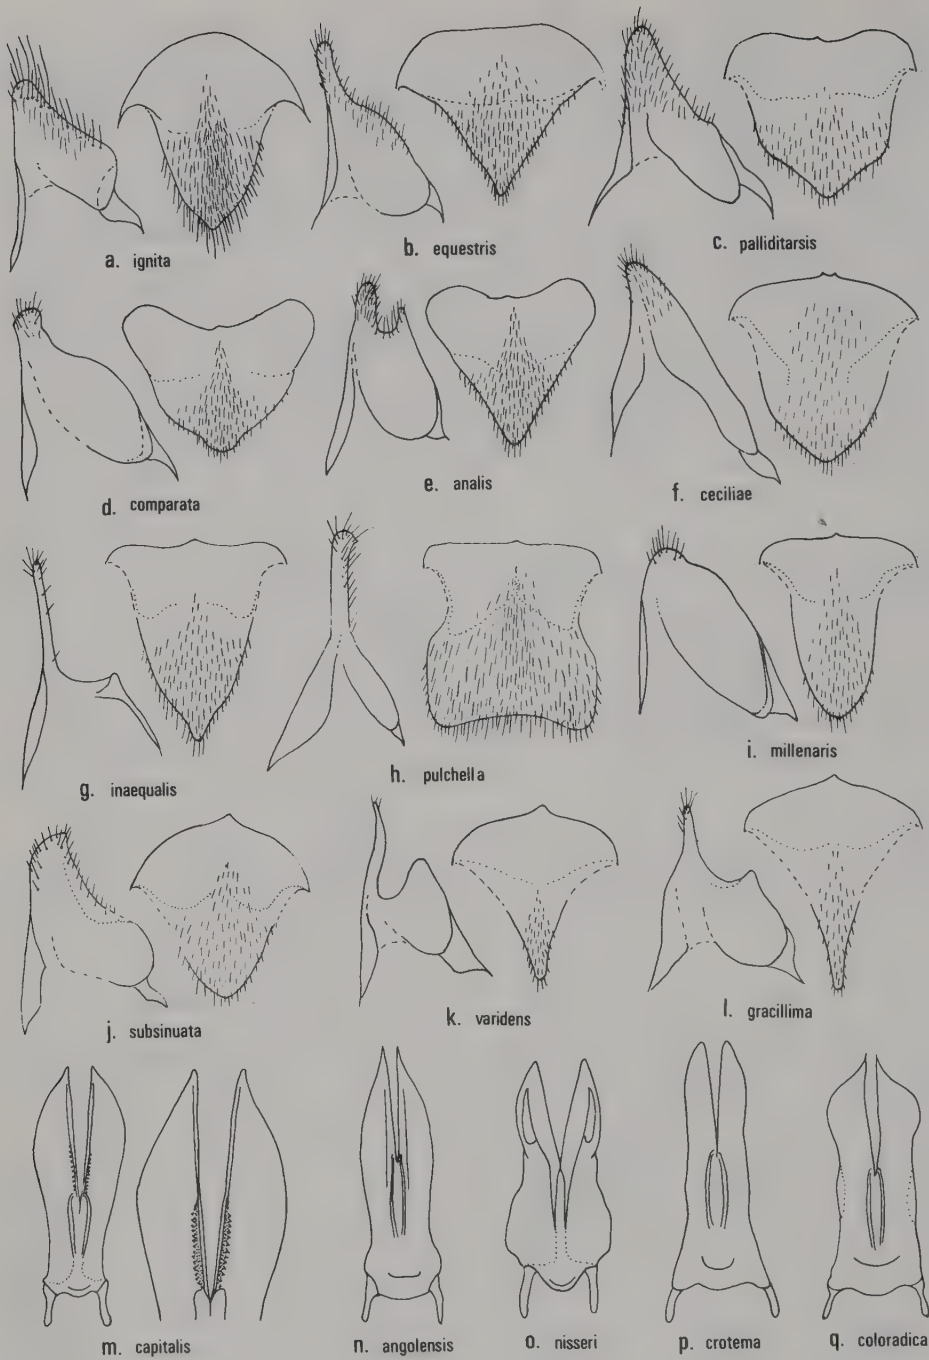 a. ignita
b. equestris
c. palliditarsis
d. comparata
e. analis
f. ceciliae
g. inaequalis
h. pulchella
i. millenaris
j. subsinuata
k. varidens
l. gracillima
m. capitalis
n. angolensis
o. nisseri
p. crotema
q. coloradica